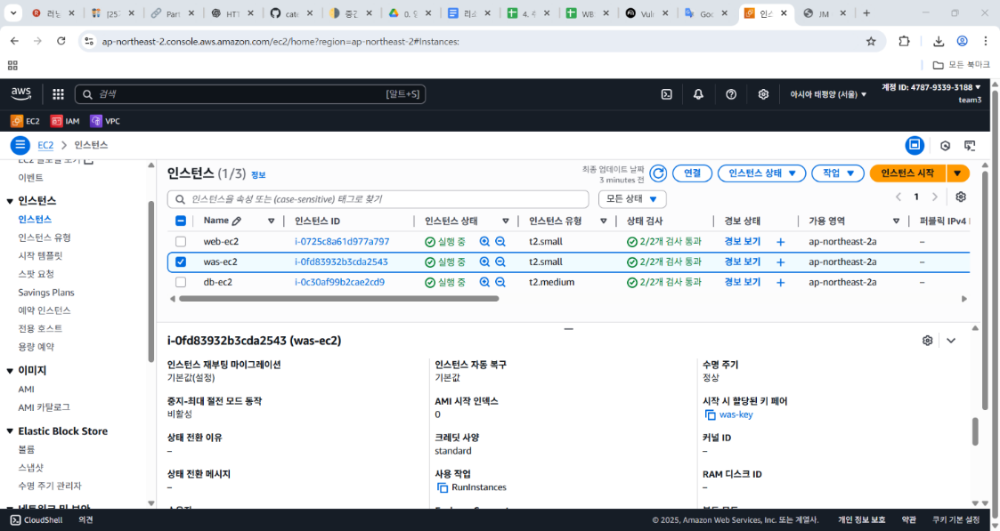 [25
Part
HT
cate
중간
0. 9
리소
4. 주
WB
Vuln
Goo
인스
JM
ap-northeast-2.console.aws.amazon.com/ec2/home?region=ap-northeast-2#Instances:
모든 북마크
aws
검색
[알트+S]
아시아 태평양 (서울) ▼
계정 ID: 4787-9339-3188 ▼
team3
EC2
IAM
VPC
EC2 > 인스턴스
EC2 글로벌 보기
이벤트
▼ 인스턴스
인스턴스
인스턴스 유형
시작 템플릿
스팟 요청
Savings Plans
예약 인스턴스
전용 호스트
용량 예약
▼ 이미지
AMI
AMI 카탈로그
▼ Elastic Block Store
볼륨
스냅샷
수명 주기 관리자
네트워크 및 보안
인스턴스 (1/3) 정보
최종 업데이트 날짜
3 minutes 전
연결
인스턴스 상태 ▼
작업 ▼
인스턴스 시작 ▼
인스턴스을 속성 또는 (case-sensitive) 태그로 찾기
모든 상태 ▼
1
Name 인스턴스 ID 인스턴스 상태 인스턴스 유형 상태 검사 경보 상태 가용 영역 퍼블릭 IPv4
web-ec2 i-0725c8a61d977a797 실행 중 t2.small 2/2개 검사 통과 경보 보기 + ap-northeast-2a –
was-ec2 i-0fd83932b3cda2543 실행 중 t2.small 2/2개 검사 통과 경보 보기 + ap-northeast-2a –
db-ec2 i-0c30af99b2cae2cd9 실행 중 t2.medium 2/2개 검사 통과 경보 보기 + ap-northeast-2a –
i-0fd83932b3cda2543 (was-ec2)
인스턴스 재부팅 마이그레이션
기본값(설정)
인스턴스 자동 복구
기본값
수명 주기
정상
중지-최대 절전 모드 동작
비활성
AMI 시작 인덱스
0
시작 시 할당된 키 페어
was-key
상태 전환 이유
–
크레딧 사양
standard
커널 ID
–
상태 전환 메시지
–
사용 작업
RunInstances
RAM 디스크 ID
–
CloudShell
의견
© 2025, Amazon Web Services, Inc. 또는 계열사.
개인 정보 보호
약관
쿠키 기본 설정